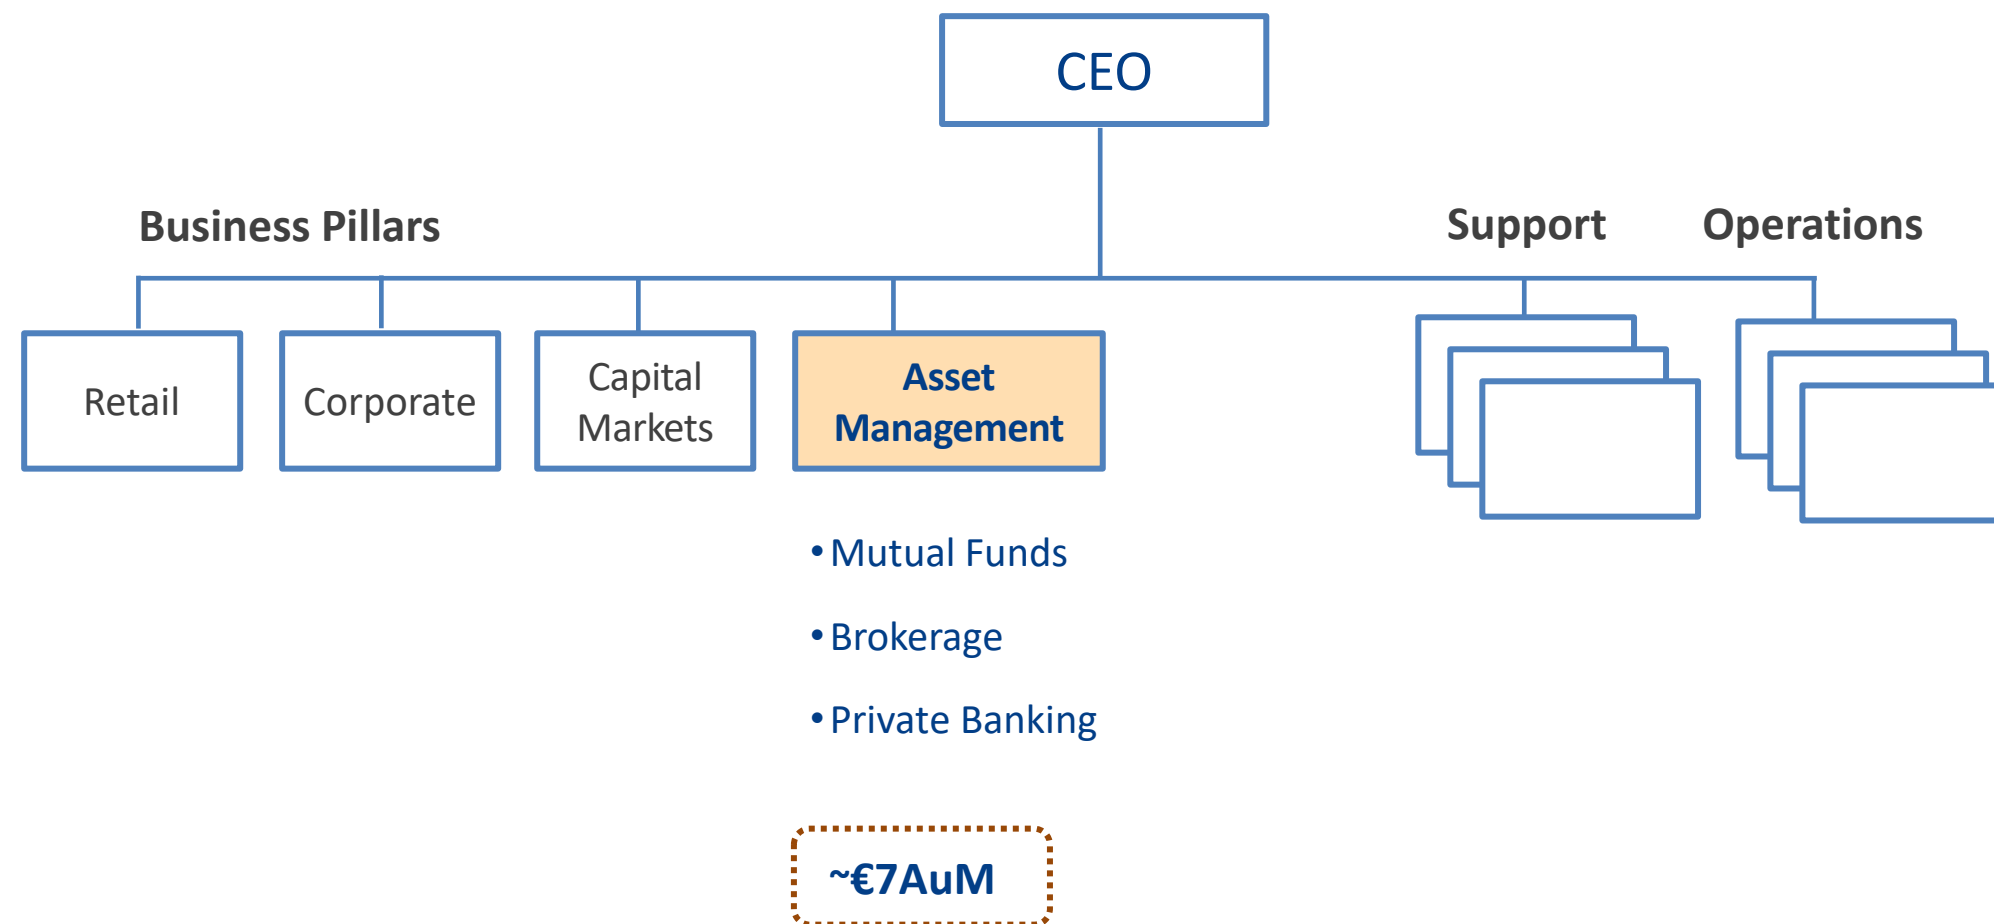 CEO
Business Pillars
Support
Operations
Retail
Corporate
Capital
Markets
Asset
Management
•Mutual Funds
•Brokerage
•Private Banking
~€7AuM